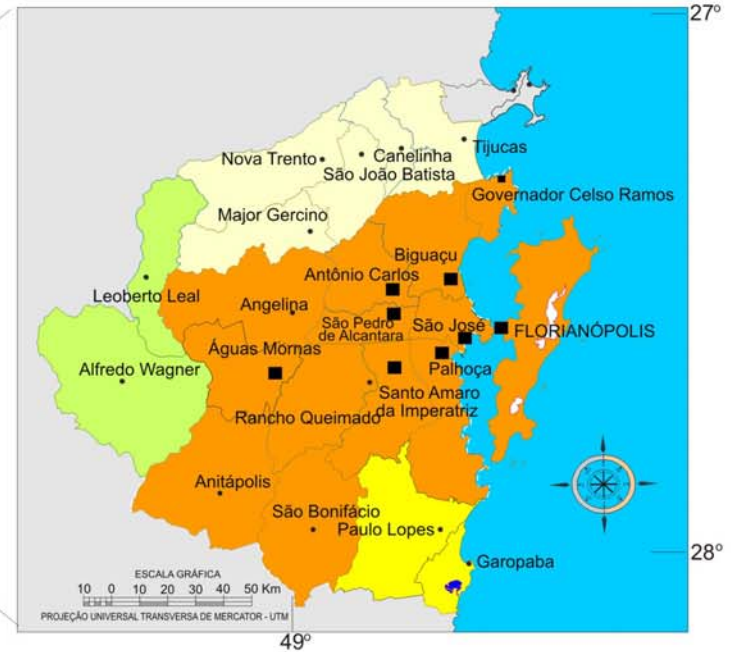 27º
Tijucas
Nova Trento
Canelinha
São João Batista
Governador Celso Ramos
Major Gercino
Biguaçu
Antônio Carlos
Leoberto Leal
Angelina
São Pedro
de Alcantara
São José
FLORIANÓPOLIS
Águas Mornas
Alfredo Wagner
Palhoça
Santo Amaro
da Imperatriz
Rancho Queimado
Anitápolis
São Bonifácio
Paulo Lopes
28º
Garopaba
ESCALA GRÁFICA
10 0 10 20 30 40 50 Km
PROJEÇÃO UNIVERSAL TRANSVERSA DE MERCATOR - UTM
49º